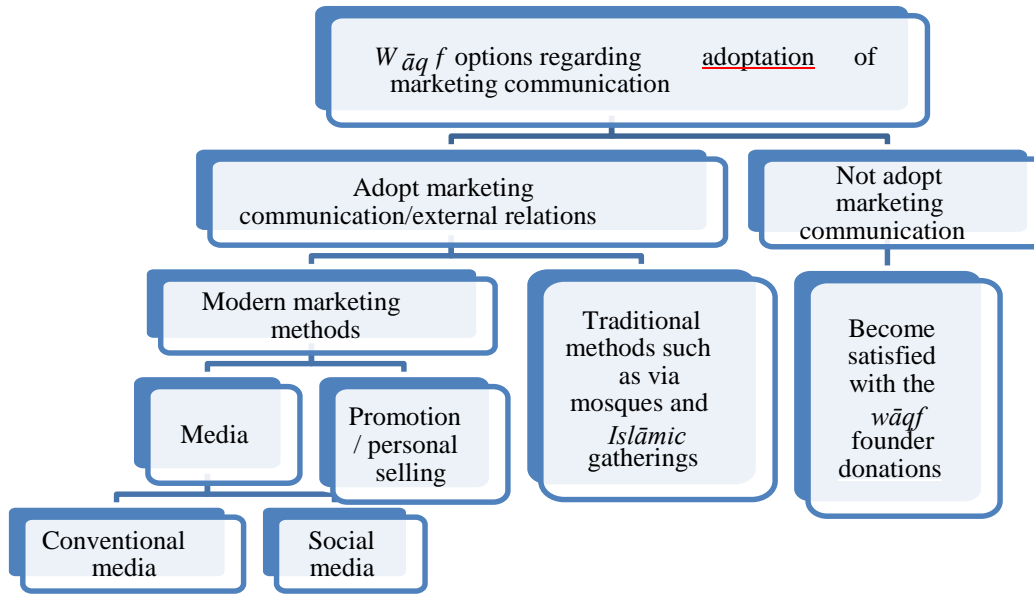 Wāqf options regarding adoptation of
marketing communication
Adopt marketing
communication/external relations
Not adopt
marketing
communication
Modern marketing
methods
Traditional
methods such
as via
mosques and
Islāmic
gatherings
Become
satisfied
with the
wāqf
founder
donations
Media
Promotion
/ personal
selling
Conventional
media
Social
media